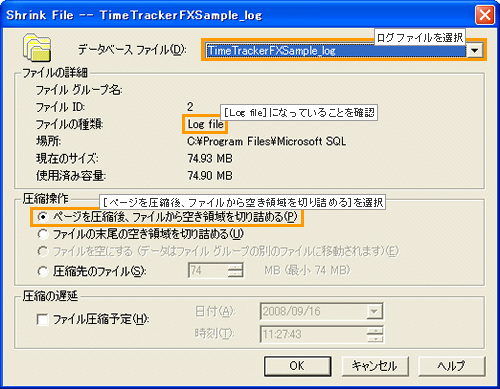 Shrink File -- TimeTrackerFXSample_log
ログファイルを選択
データベース ファイル(D):
TimeTrackerFXSample_log
ファイルの詳細
ファイル グループ名:
ファイル ID: 2
[Log file]になっていることを確認
ファイルの種類: Log file
場所: C:¥Program Files¥Microsoft SQL
現在のサイズ: 74.93 MB
使用済み容量: 74.90 MB
圧縮操作
[ページを圧縮後、ファイルから空き領域を切り詰める]を選択
ページを圧縮後、ファイルから空き領域を切り詰める(P)
ファイルの末尾の空き領域を切り詰める(U)
ファイルを空にする (データはファイル グループの別のファイルに移動されます)(E)
圧縮先のファイル(S): 74 MB (最小 74 MB)
圧縮の遅延
ファイル圧縮予定(H): 日付(A): 2008/09/16
時刻(T): 11:27:43
OK キャンセル ヘルプ